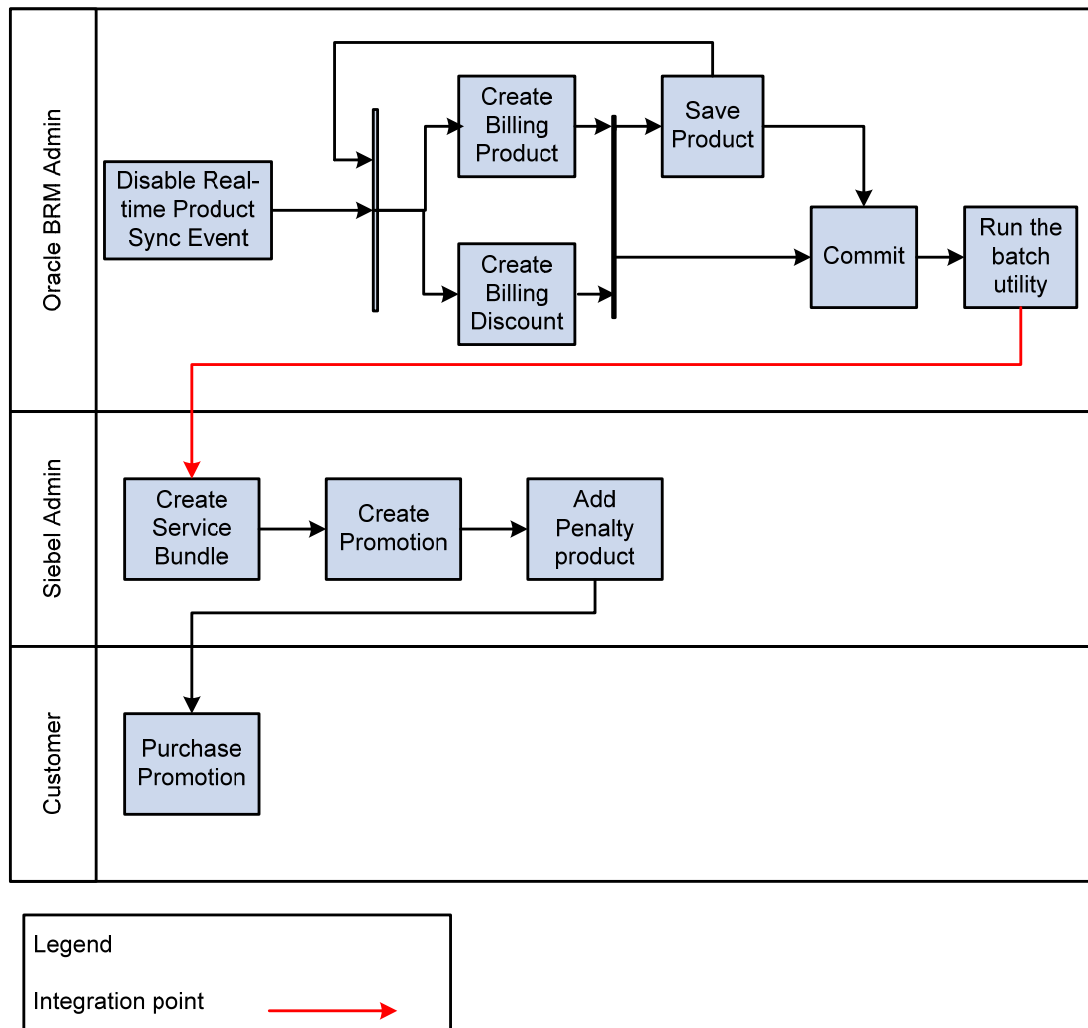 Oracle BRM Admin
Disable Real-
time Product
Sync Event
Create
Billing
Product
Create
Billing
Discount
Save
Product
Commit
Run the
batch
utility
Siebel Admin
Create
Service
Bundle
Create
Promotion
Add
Penalty
product
Customer
Purchase
Promotion
Legend
Integration point